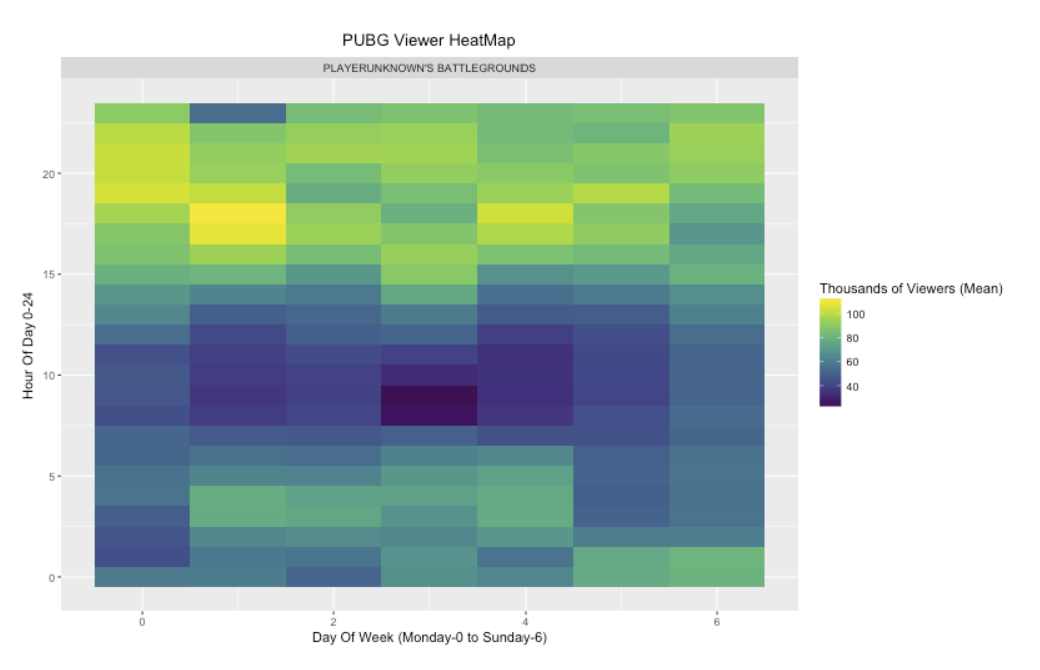 PUBG Viewer HeatMap
PLAYERUNKNOWN'S BATTLEGROUNDS
Hour Of Day 0-24
20
15
10
5
0
0
2
4
6
Day Of Week (Monday-0 to Sunday-6)
Thousands of Viewers (Mean)
100
80
60
40